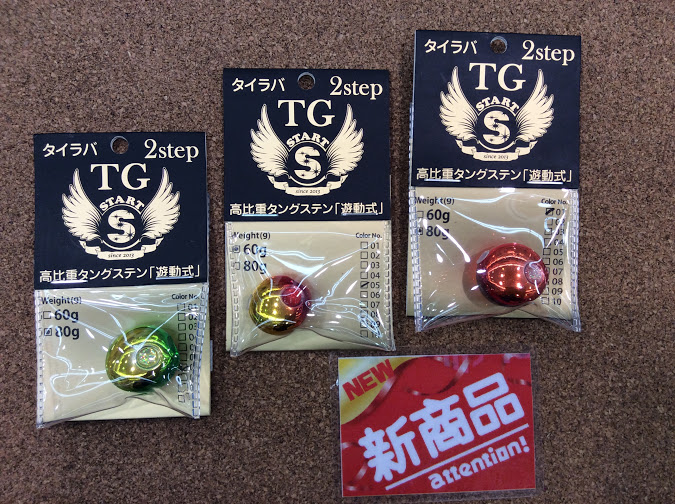 タイラバ 2step
TG
START
S
since 2013
高比重タングステン「遊動式」
Weight(g) Color No.
60g
80g
タイラバ 2step
TG
START
S
since 2013
高比重タングステン「遊動式」
Weight(g) Color No.
60g
80g
01
02
03
04
05
06
07
08
タイラバ 2step
TG
START
S
since 2013
高比重タングステン「遊動式」
Weight(g) Color No.
60g
80g
06
07
08
09
10
NEW
新商品
attention!